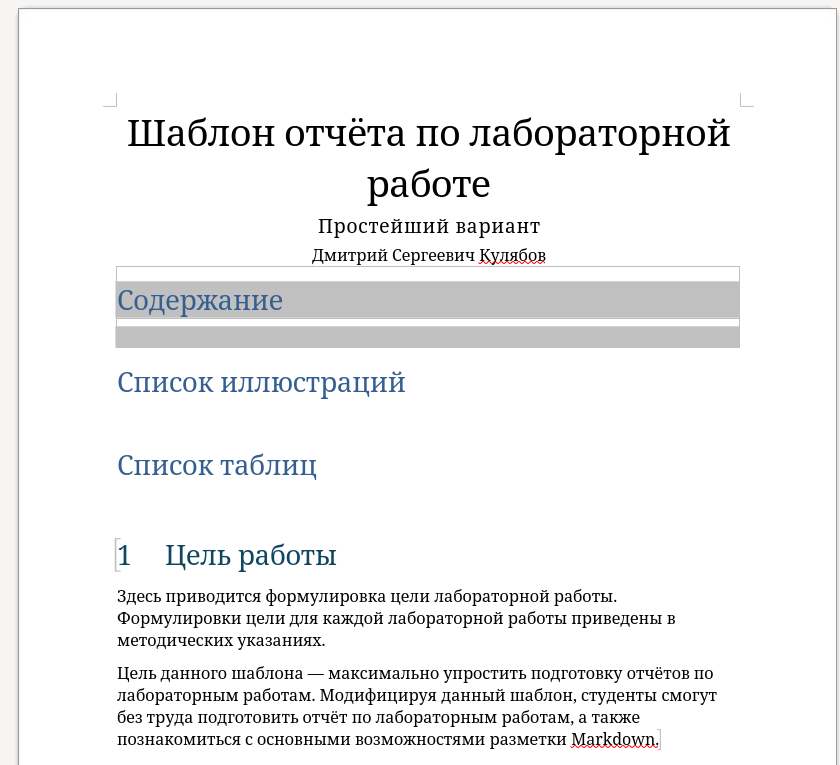 Шаблон отчёта по лабораторной
работе
Простейший вариант
Дмитрий Сергеевич Кулябов
Содержание
Список иллюстраций
Список таблиц
1 Цель работы
Здесь приводится формулировка цели лабораторной работы.
Формулировки цели для каждой лабораторной работы приведены в
методических указаниях.
Цель данного шаблона — максимально упростить подготовку отчётов по
лабораторным работам. Модифицируя данный шаблон, студенты смогут
без труда подготовить отчёт по лабораторным работам, а также
познакомиться с основными возможностями разметки Markdown.